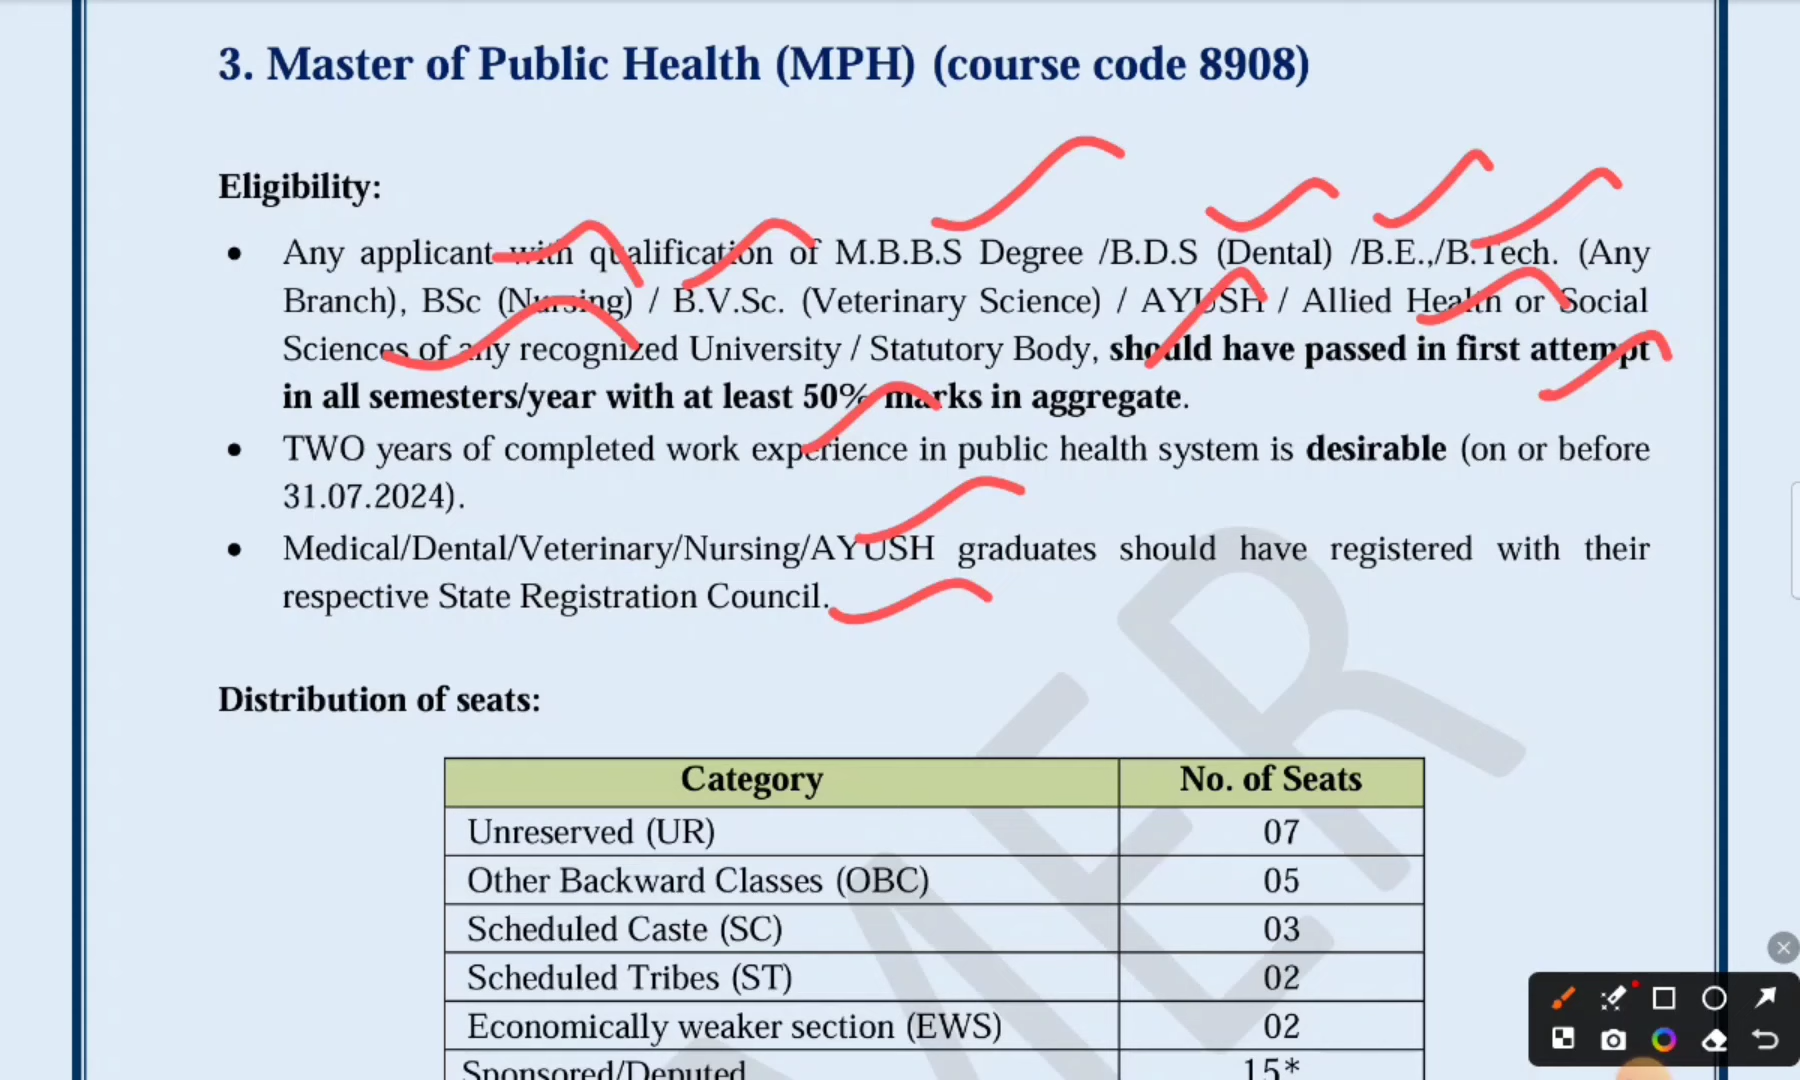 3. Master of Public Health (MPH) (course code 8908)
Eligibility:
• Any applicant with qualification of M.B.B.S Degree /B.D.S (Dental) /B.E.,/B.Tech. (Any
Branch), BSc (Nursing) / B.V.Sc. (Veterinary Science) / AYUSH / Allied Health or Social
Sciences of any recognized University / Statutory Body, should have passed in first attempt
in all semesters/year with at least 50% marks in aggregate.
• TWO years of completed work experience in public health system is desirable (on or before
31.07.2024).
• Medical/Dental/Veterinary/Nursing/AYUSH graduates should have registered with their
respective State Registration Council.
Distribution of seats:
Category No. of Seats
Unreserved (UR) 07
Other Backward Classes (OBC) 05
Scheduled Caste (SC) 03
Scheduled Tribes (ST) 02
Economically weaker section (EWS) 02
Sponsored/Deputed 15*